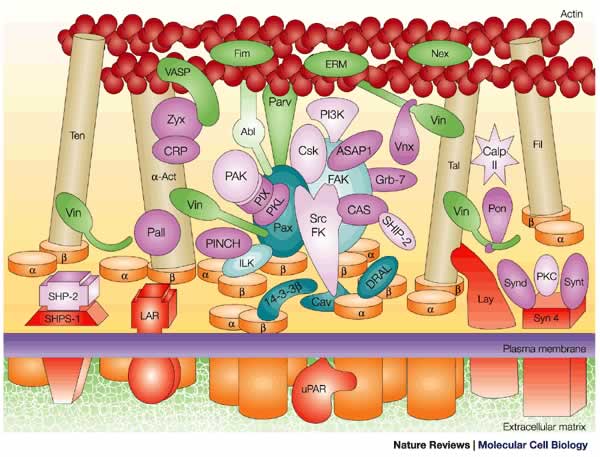 Actin
Fim
ERM
Nex
VASP
Parv
PI3K
Zyx
Vin
Vnx
Ten
Abl
Csk
ASAP1
Tal
Calp
II
Fil
CRP
α-Act
PAK
FAK
Grb-7
PIX
PKL
Vin
Pax
Src
FK
CAS
SHIP-2
Vin
Pon
Pall
PINCH
ILK
DRAL
α
β
α
β
α
α
β
α
β
14-3-3β
Cav
α
β
α
β
SHP-2
SHPS-1
LAR
Lay
Synd
PKC
Synt
Syn 4
Plasma membrane
uPAR
Extracellular matrix
Nature Reviews | Molecular Cell Biology